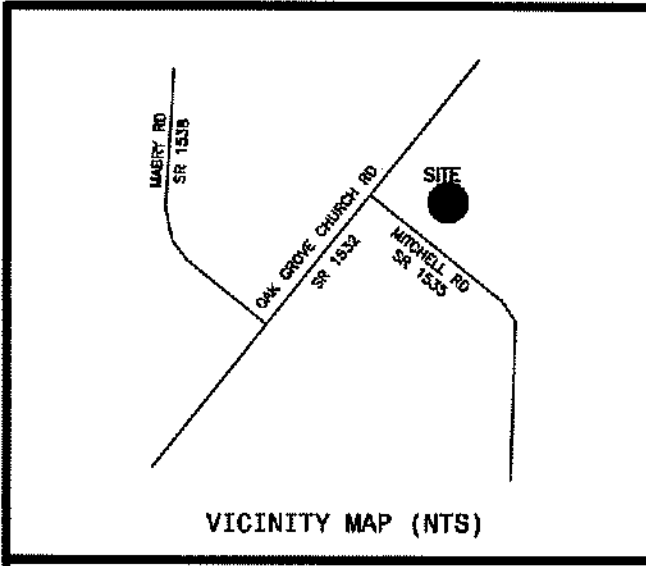 MABRY RD
SR 1538
SITE
OAK GROVE CHURCH RD
SR 1532
MITCHELL RD
SR 1535
VICINITY MAP (NTS)